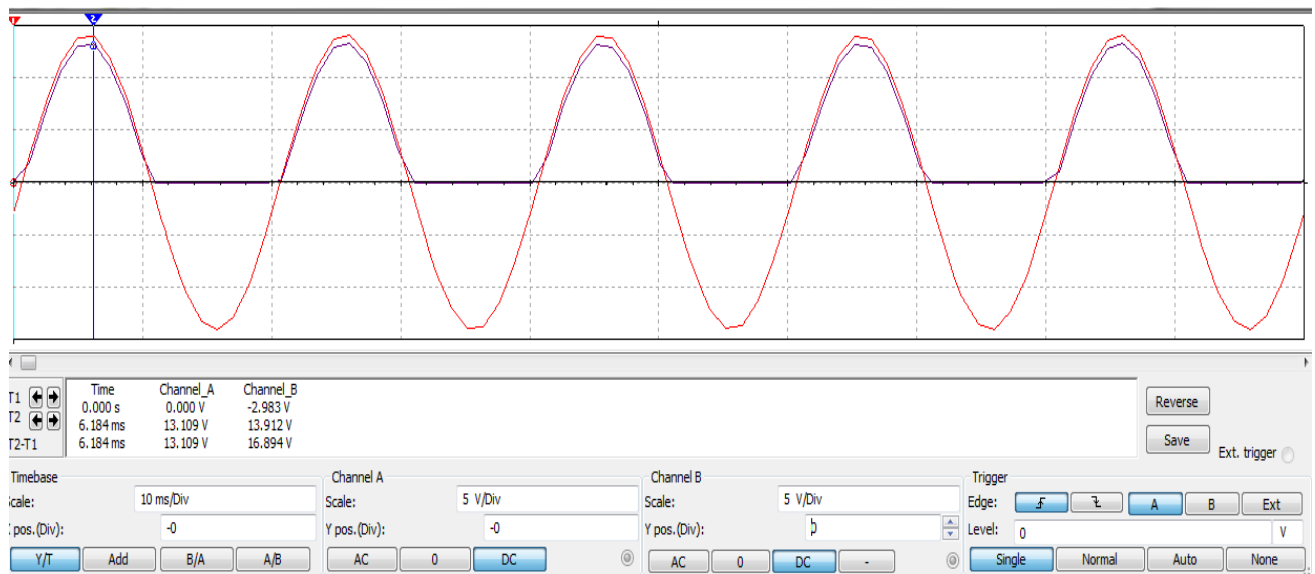 1 2
Time Channel_A Channel_B
T1 0.000 s 0.000 V -2.983 V
T2 6.184 ms 13.109 V 13.912 V
T2-T1 6.184 ms 13.109 V 16.894 V
Reverse
Save
Ext. trigger
Timebase Channel A Channel B Trigger
Scale: 10 ms/Div Scale: 5 V/Div Scale: 5 V/Div Edge: A B Ext
pos.(Div): -0 Y pos.(Div): -0 Y pos.(Div): Level: 0 V
Y/T Add B/A A/B AC 0 DC AC 0 DC - Single Normal Auto None